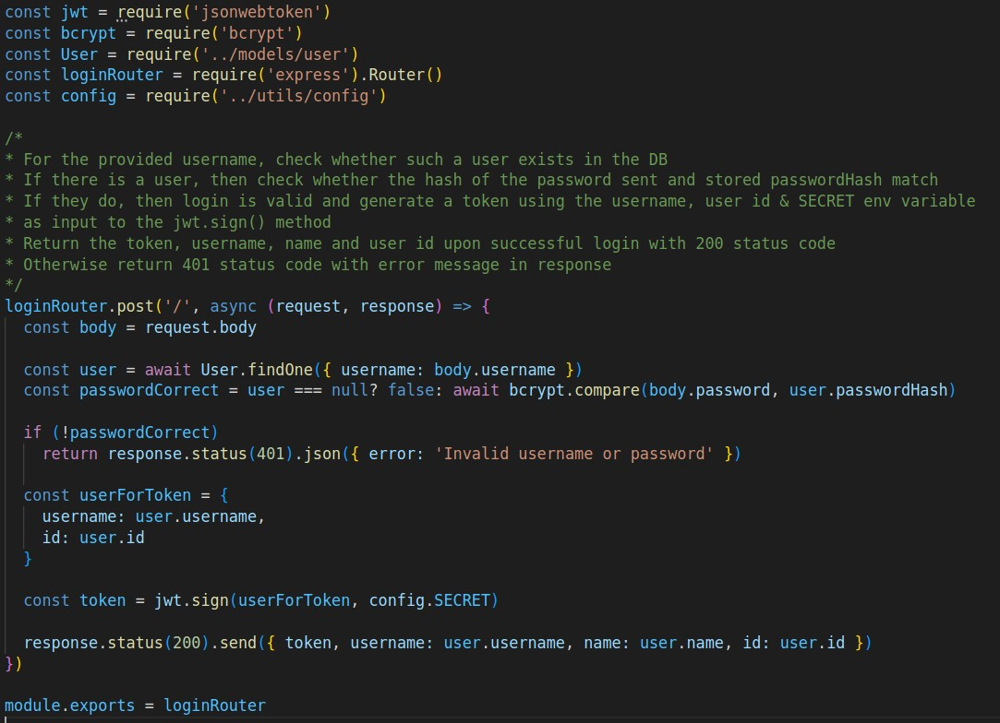 const jwt = require('jsonwebtoken')
const bcrypt = require('bcrypt')
const User = require('../models/user')
const loginRouter = require('express').Router()
const config = require('../utils/config')

/*
* For the provided username, check whether such a user exists in the DB
* If there is a user, then check whether the hash of the password sent and stored passwordHash match
* If they do, then login is valid and generate a token using the username, user id & SECRET env variable
* as input to the jwt.sign() method
* Return the token, username, name and user id upon successful login with 200 status code
* Otherwise return 401 status code with error message in response
*/
loginRouter.post('/', async (request, response) => {
  const body = request.body

  const user = await User.findOne({ username: body.username })
  const passwordCorrect = user === null? false: await bcrypt.compare(body.password, user.passwordHash)

  if (!passwordCorrect)
    return response.status(401).json({ error: 'Invalid username or password' })

  const userForToken = {
    username: user.username,
    id: user.id
  }

  const token = jwt.sign(userForToken, config.SECRET)

  response.status(200).send({ token, username: user.username, name: user.name, id: user.id })
})

module.exports = loginRouter